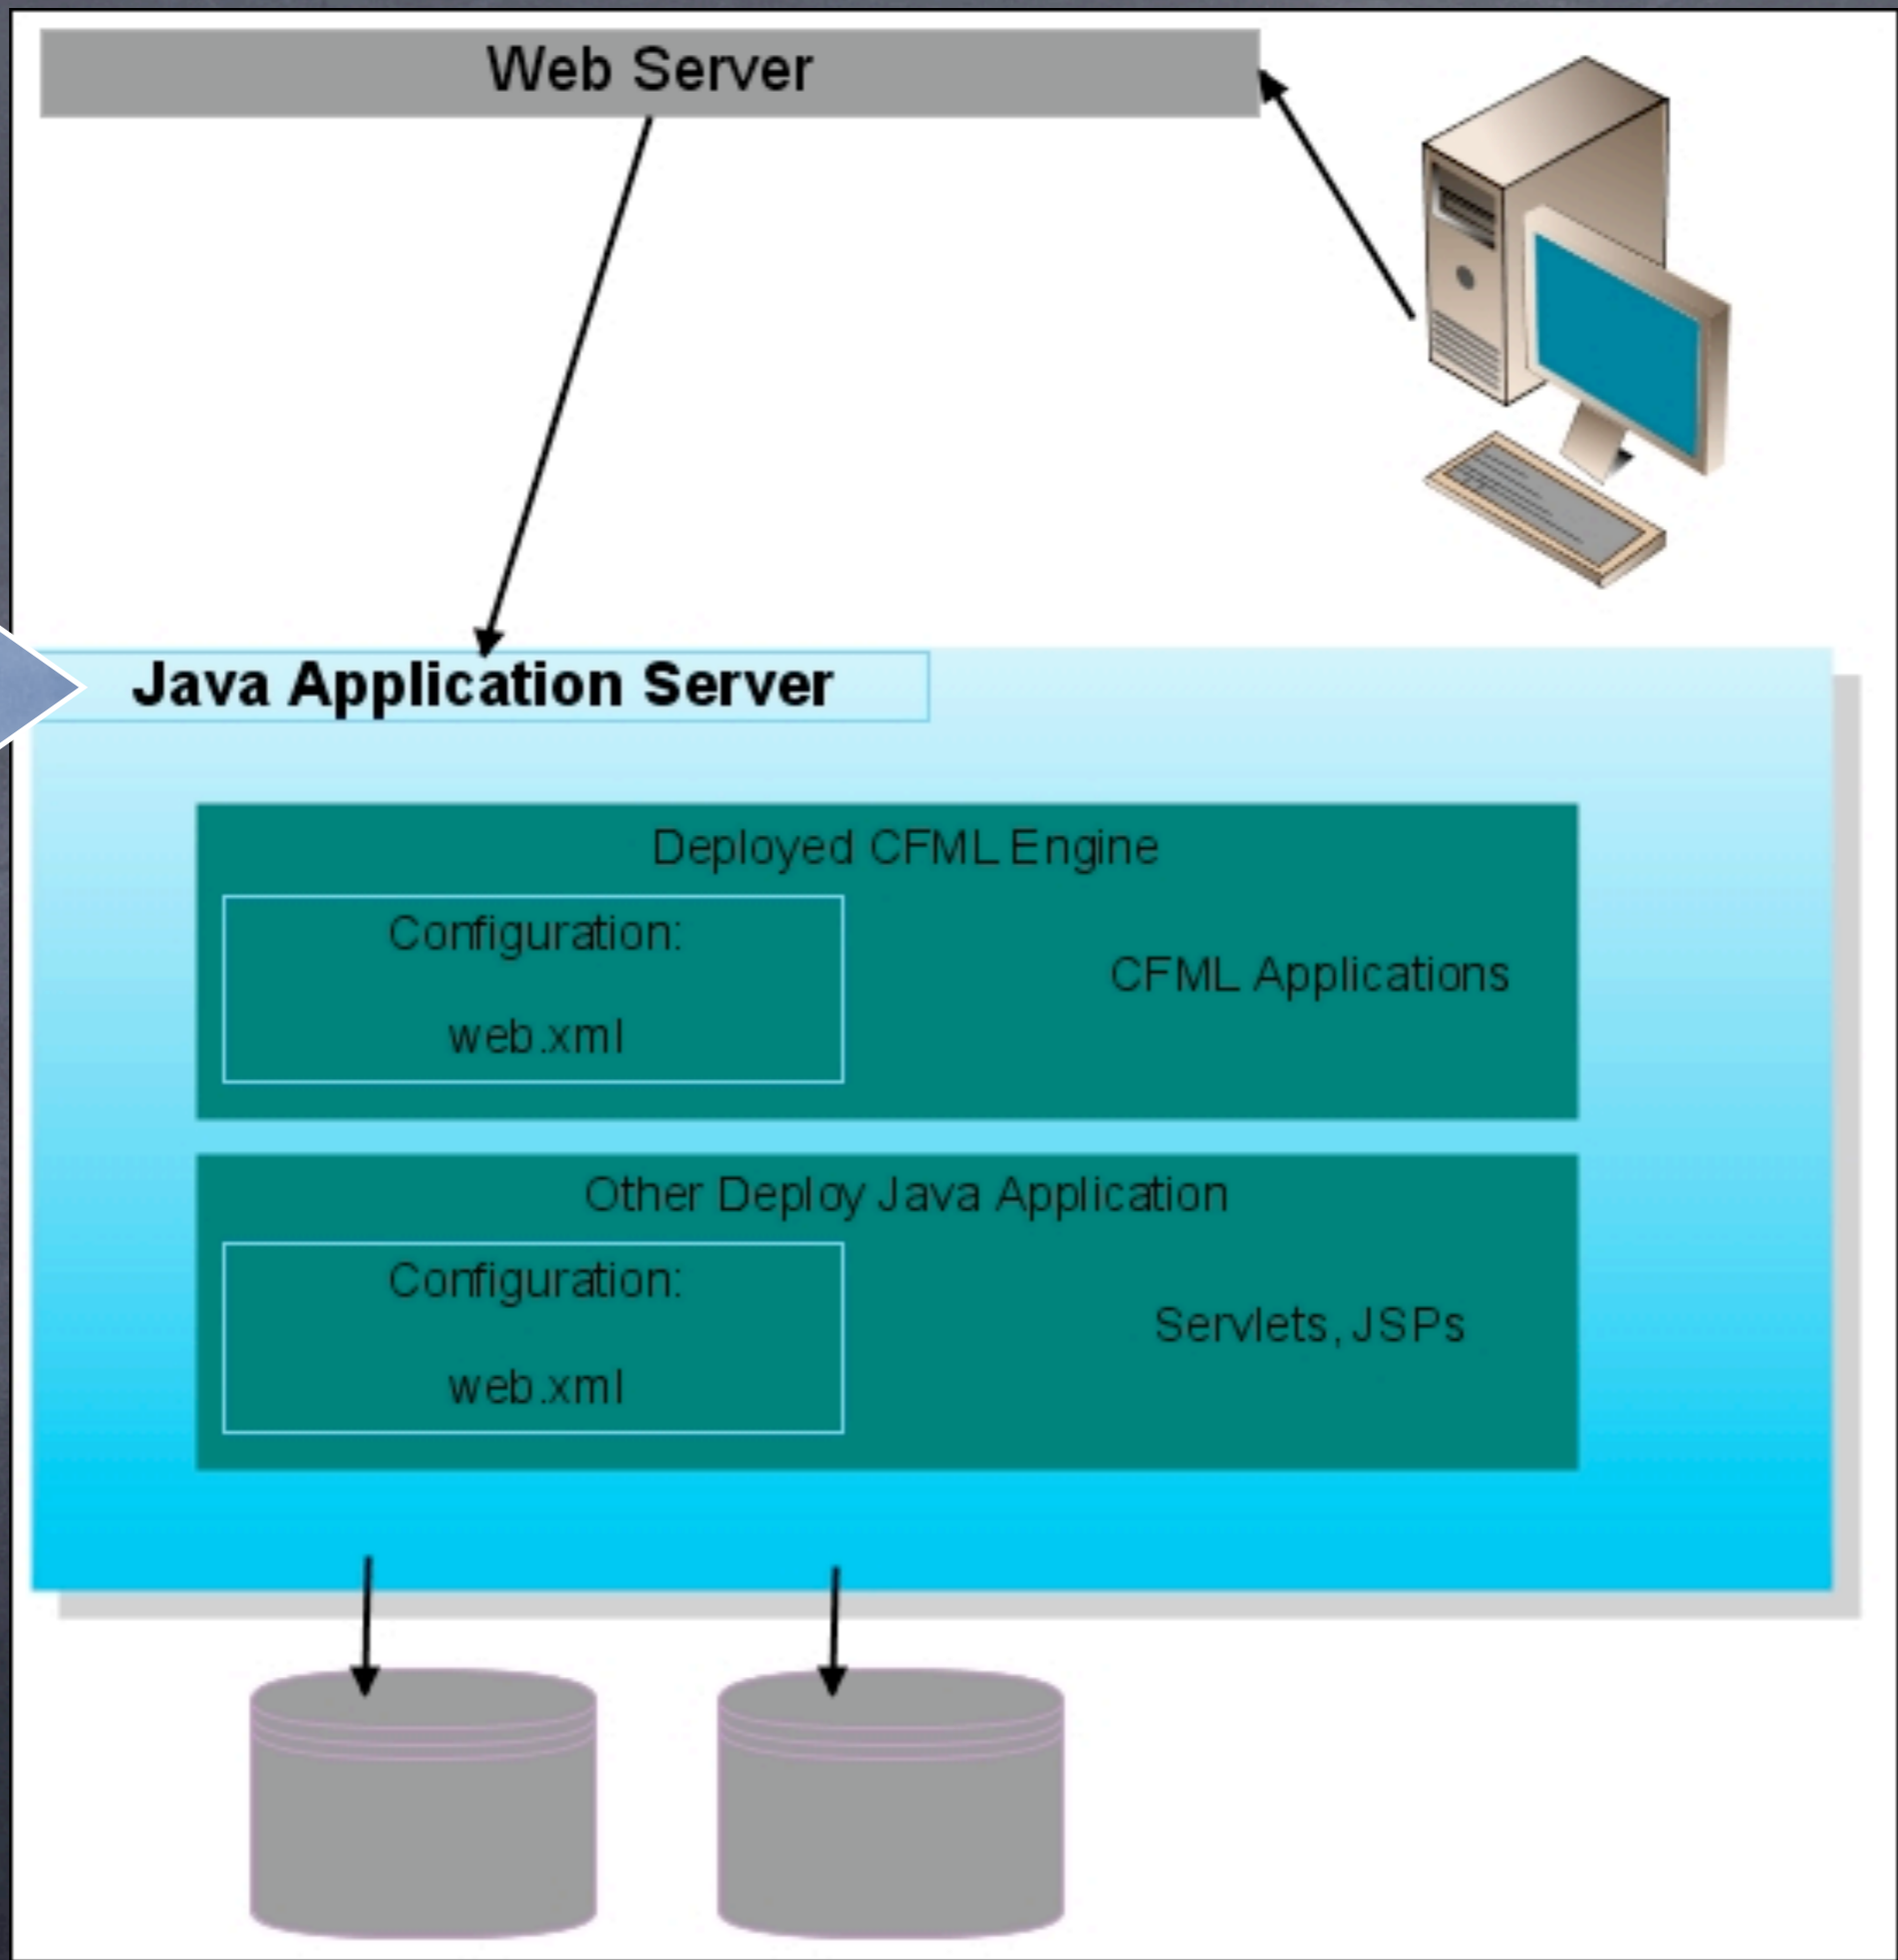 Web Server
Java Application Server
Deployed CFML Engine
Configuration:
web.xml
CFML Applications
Other Deploy Java Application
Configuration:
web.xml
Servlets, JSPs